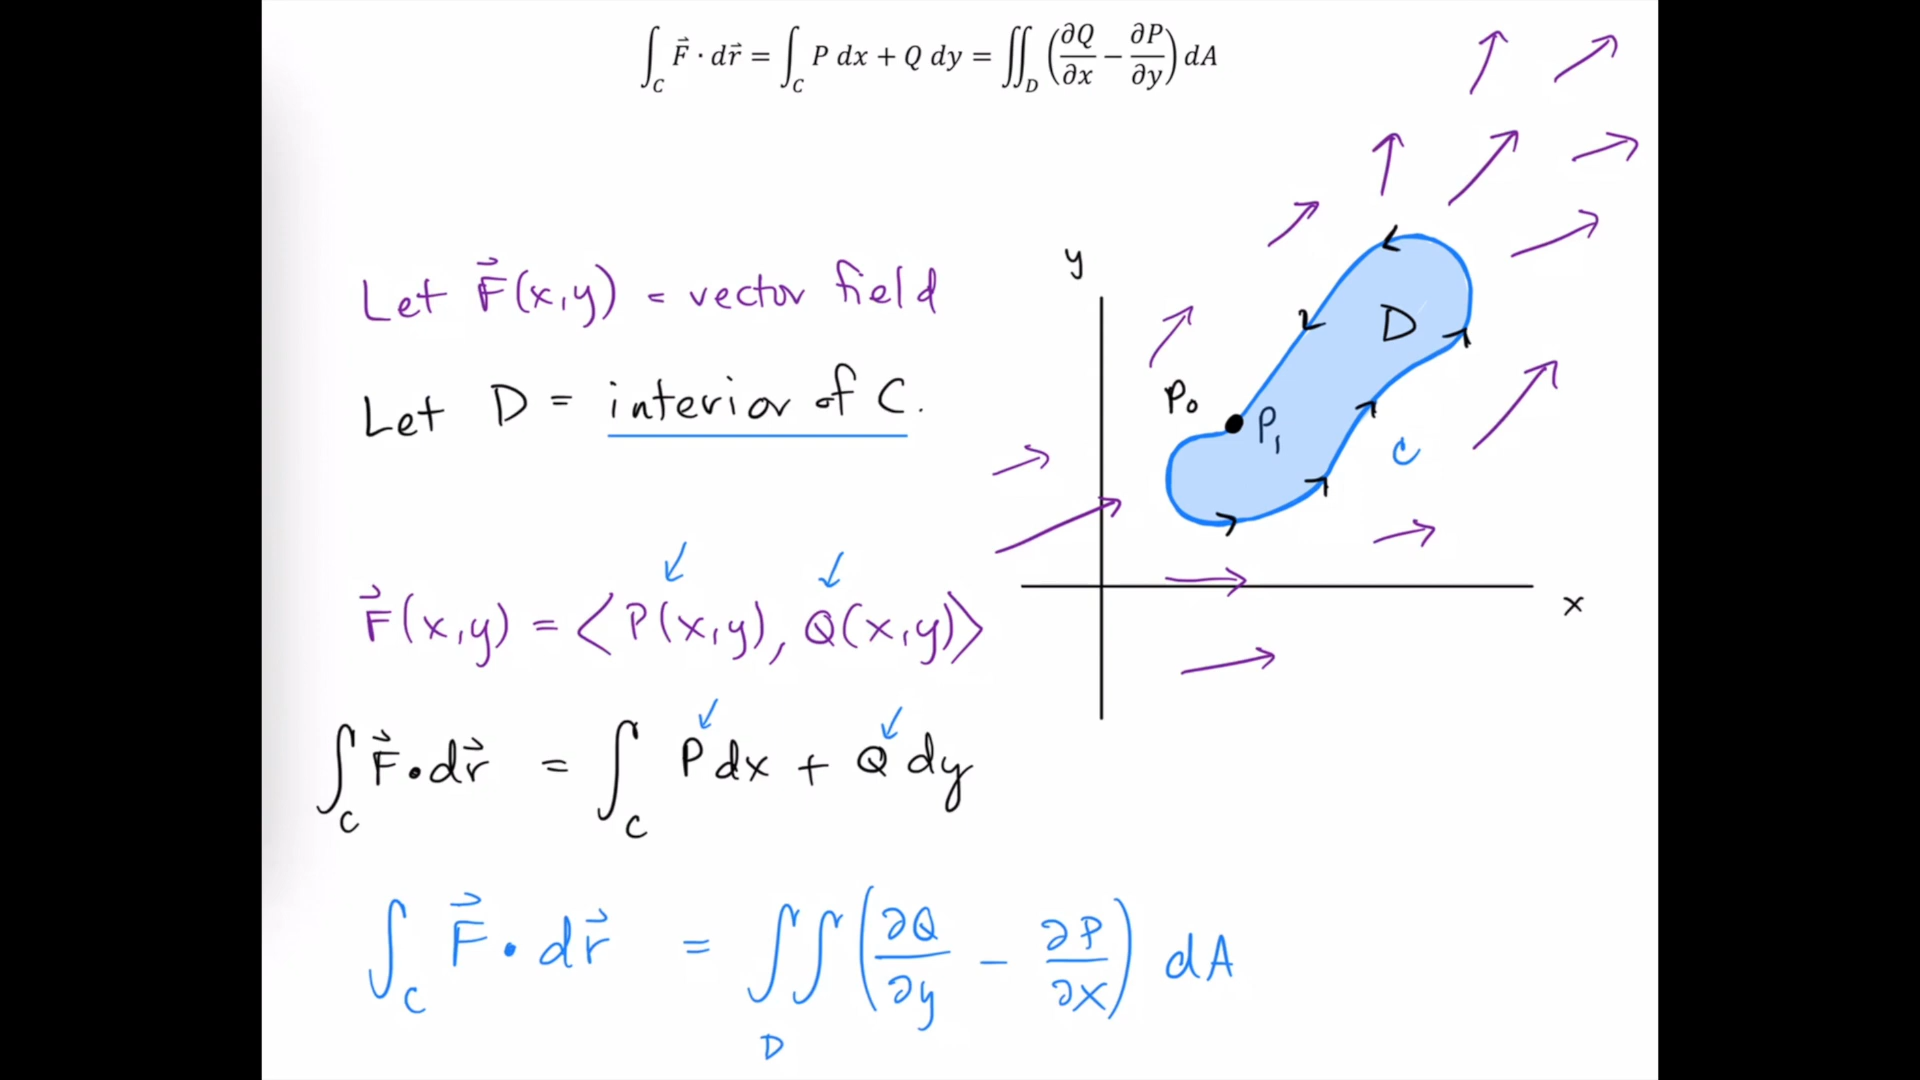 ∫_C F⃗ · dr⃗ = ∫_C P dx + Q dy = ∬_D (∂Q/∂x − ∂P/∂y) dA
Let F⃗(x,y) = vector field
Let D = interior of C.
F⃗(x,y) = ⟨P(x,y), Q(x,y)⟩
∫_C F⃗ · dr⃗ = ∫_C P dx + Q dy
∫_C F⃗ · dr⃗ = ∬_D (∂Q/∂y − ∂P/∂x) dA
y
D
P₀
P₁
C
x